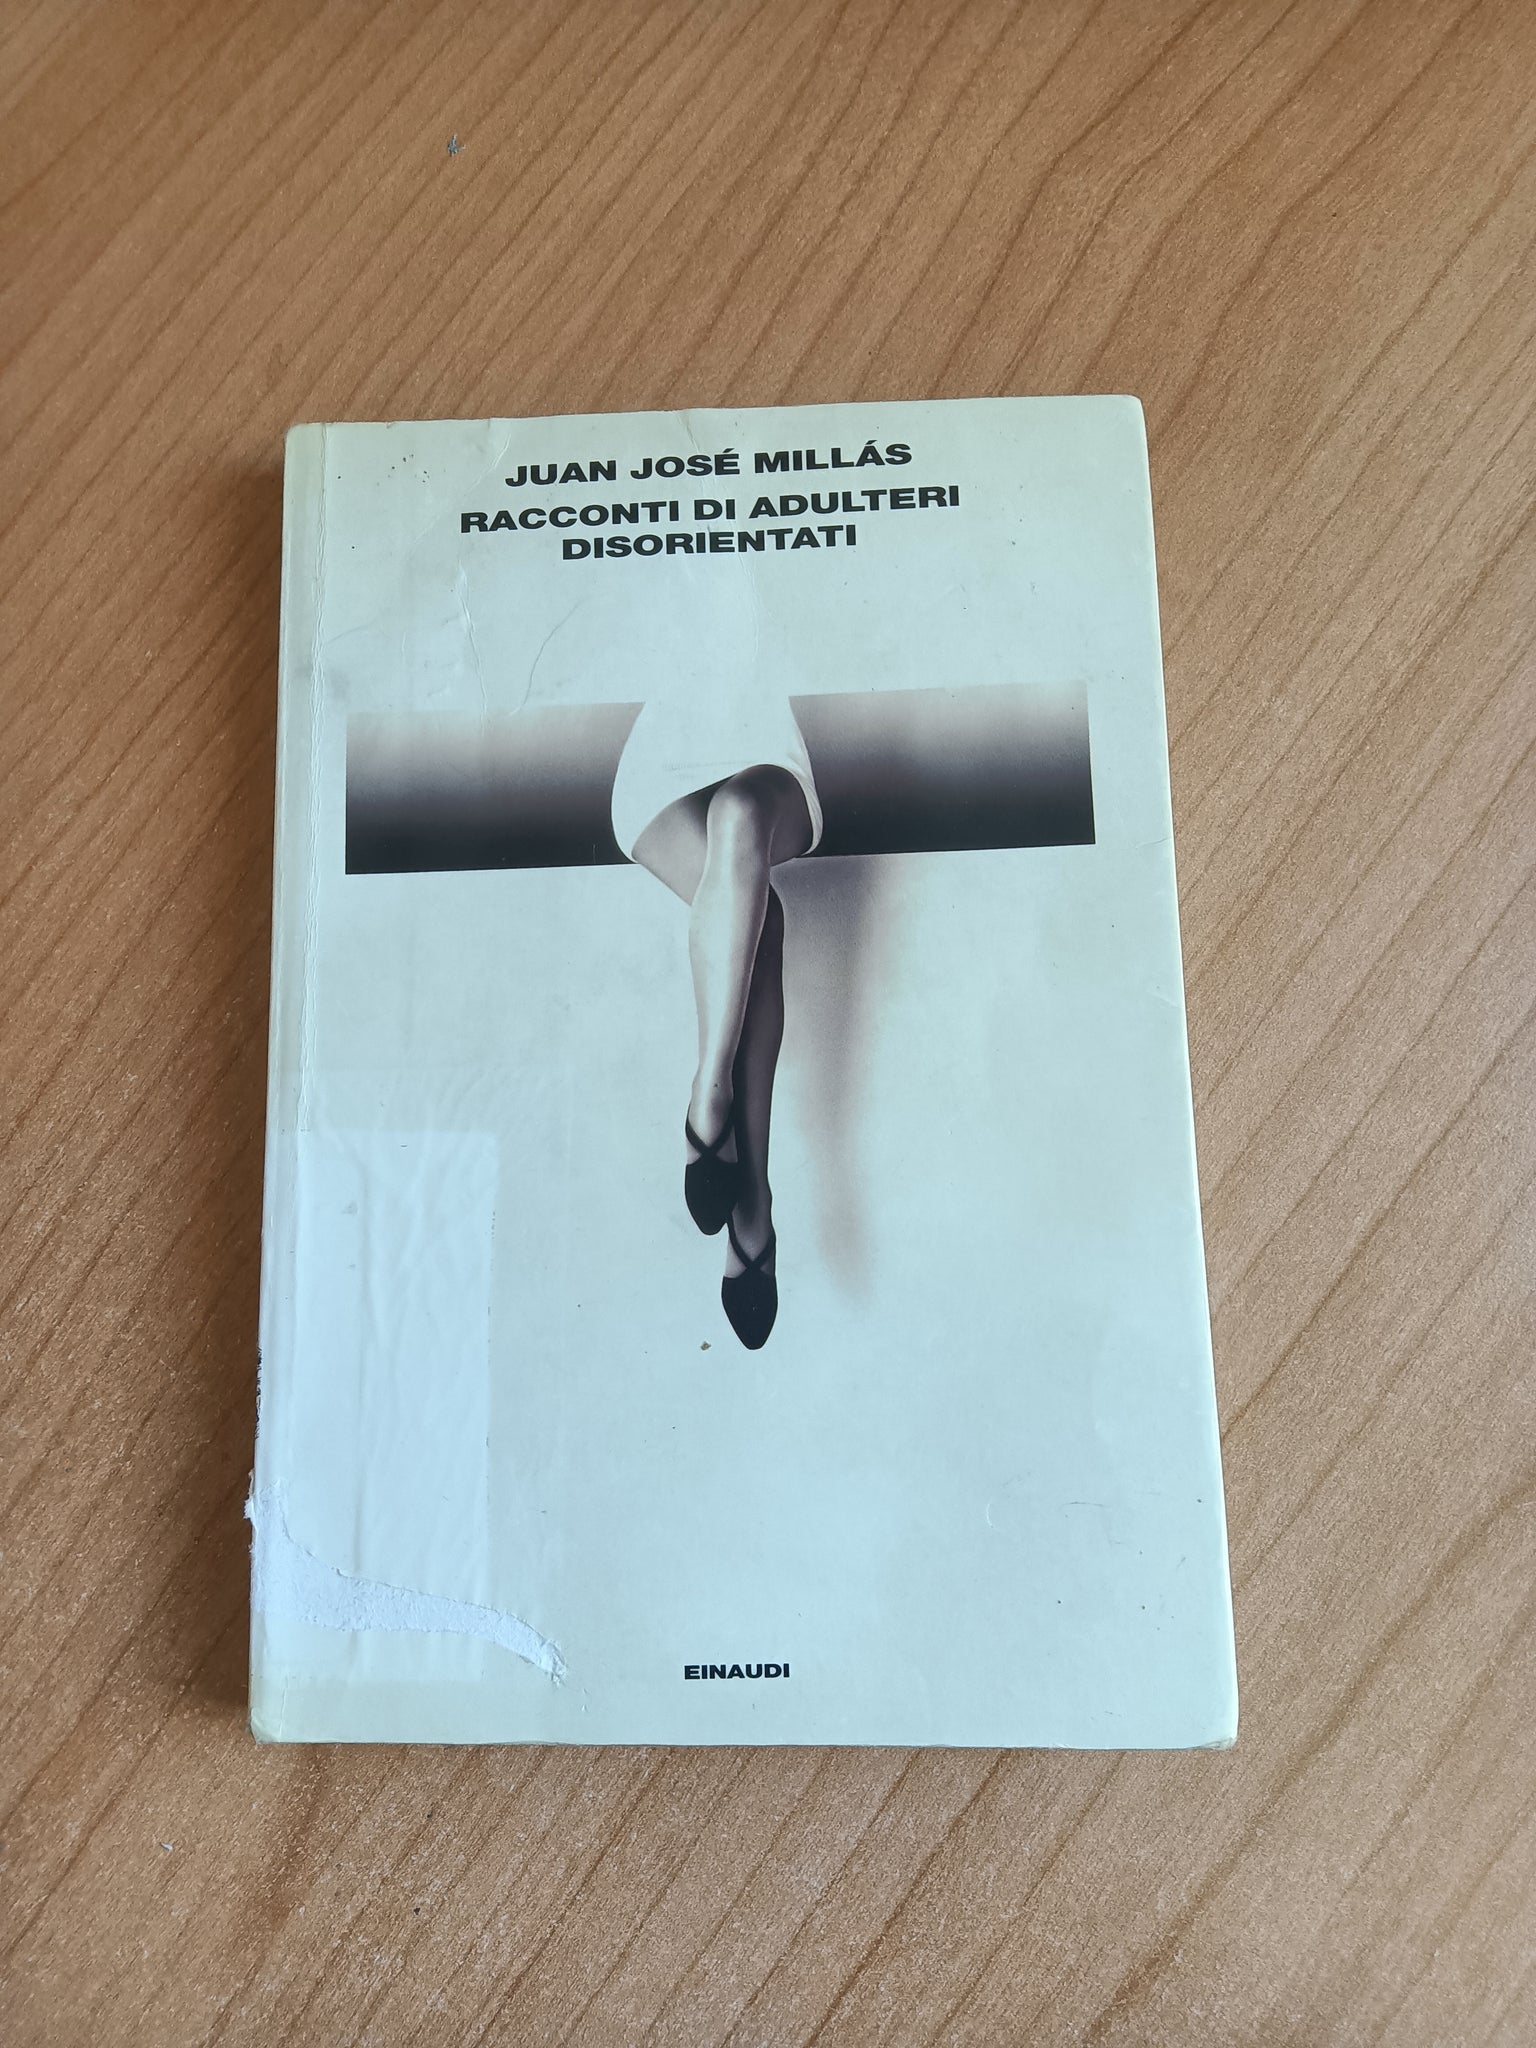 JUAN JOSÉ MILLÁS
RACCONTI DI ADULTERI
DISORIENTATI
EINAUDI